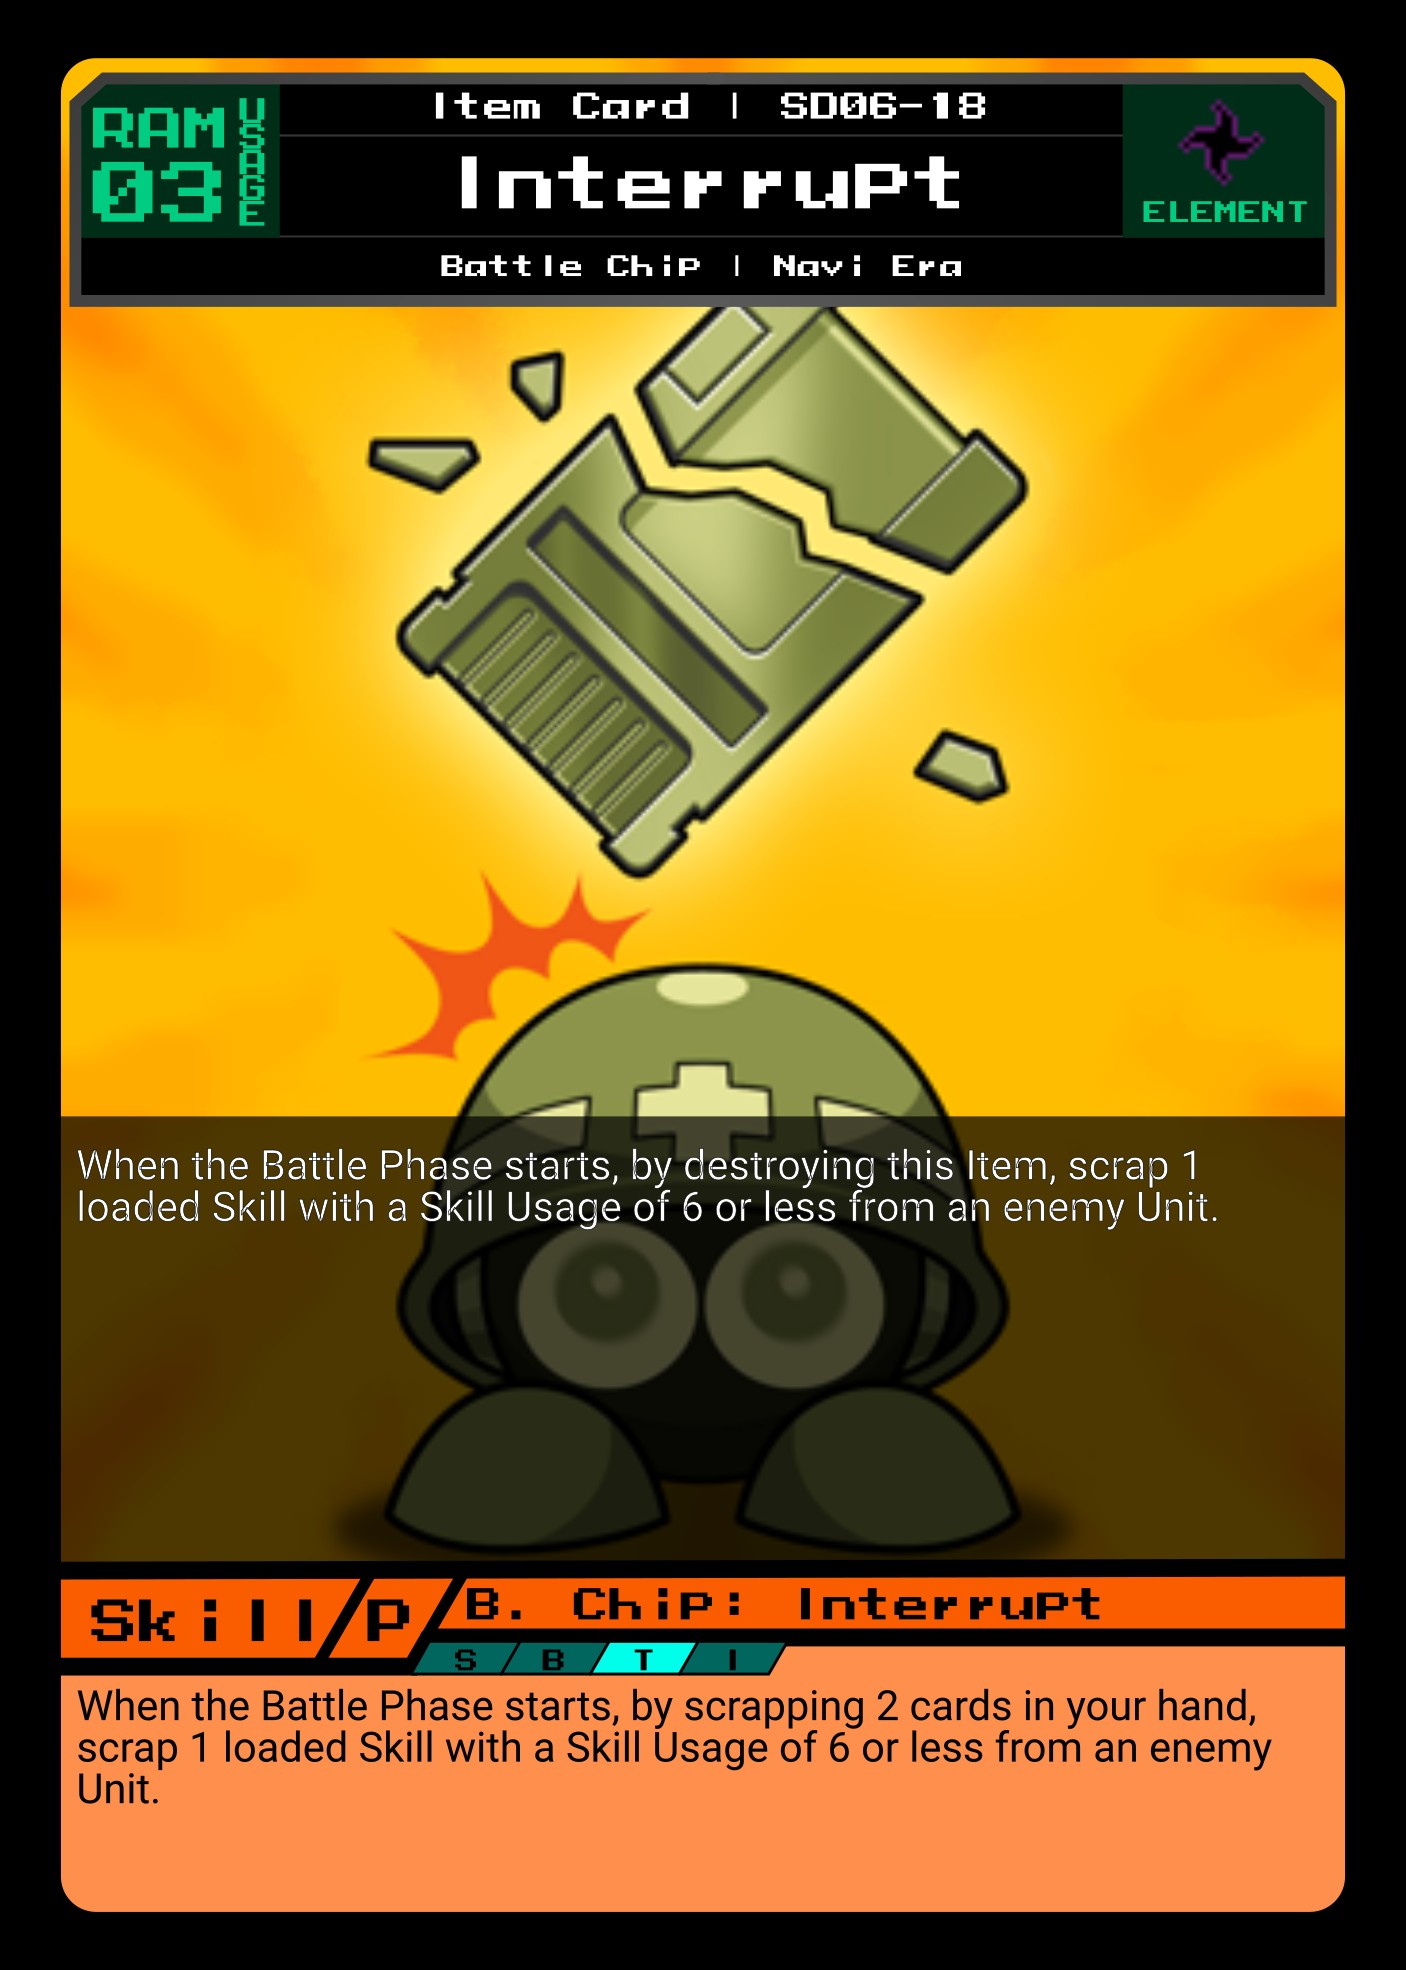 RAM
03
USAGE
Item Card | SD06-18
Interrupt
Battle Chip | Navi Era
ELEMENT
When the Battle Phase starts, by destroying this Item, scrap 1
loaded Skill with a Skill Usage of 6 or less from an enemy Unit.
Skill/P/B. Chip: Interrupt
S B T I
When the Battle Phase starts, by scrapping 2 cards in your hand,
scrap 1 loaded Skill with a Skill Usage of 6 or less from an enemy
Unit.